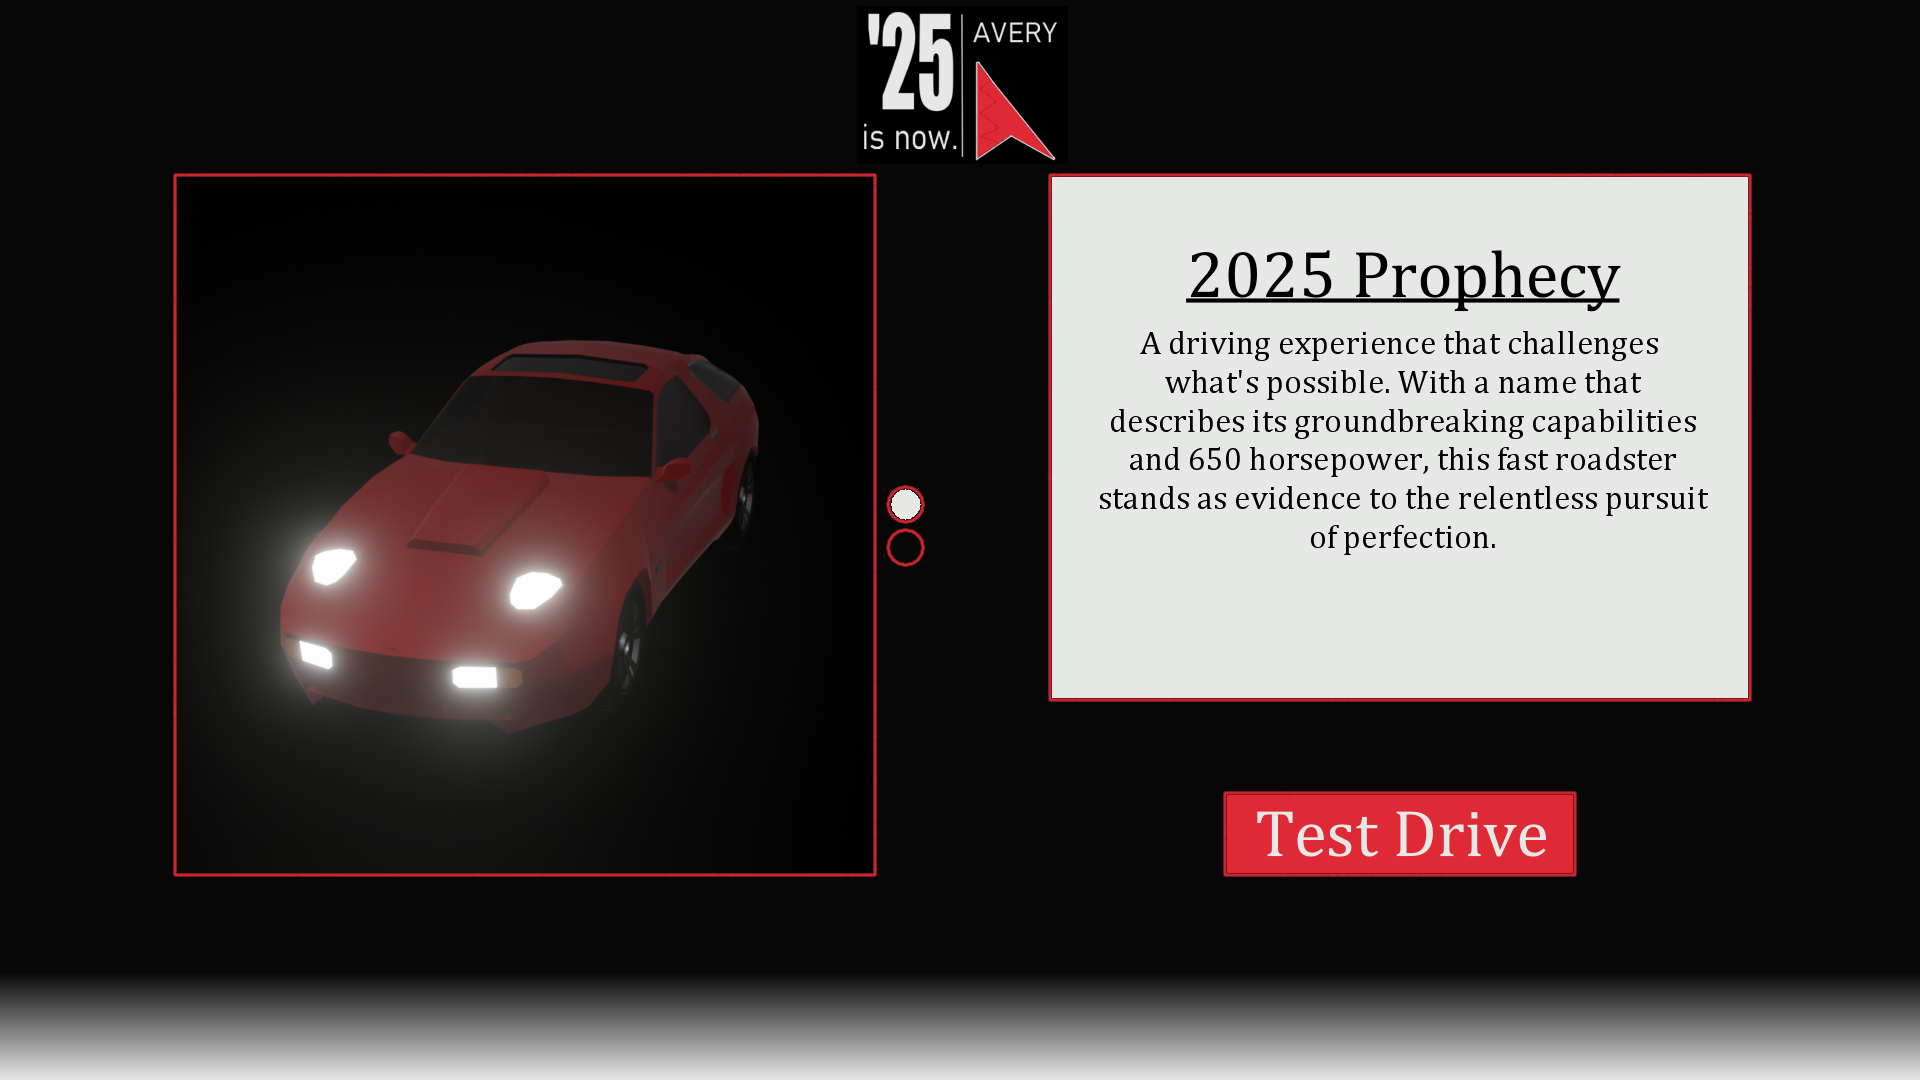 '25
is now.
AVERY
2025 Prophecy
A driving experience that challenges
what's possible. With a name that
describes its groundbreaking capabilities
and 650 horsepower, this fast roadster
stands as evidence to the relentless pursuit
of perfection.
Test Drive